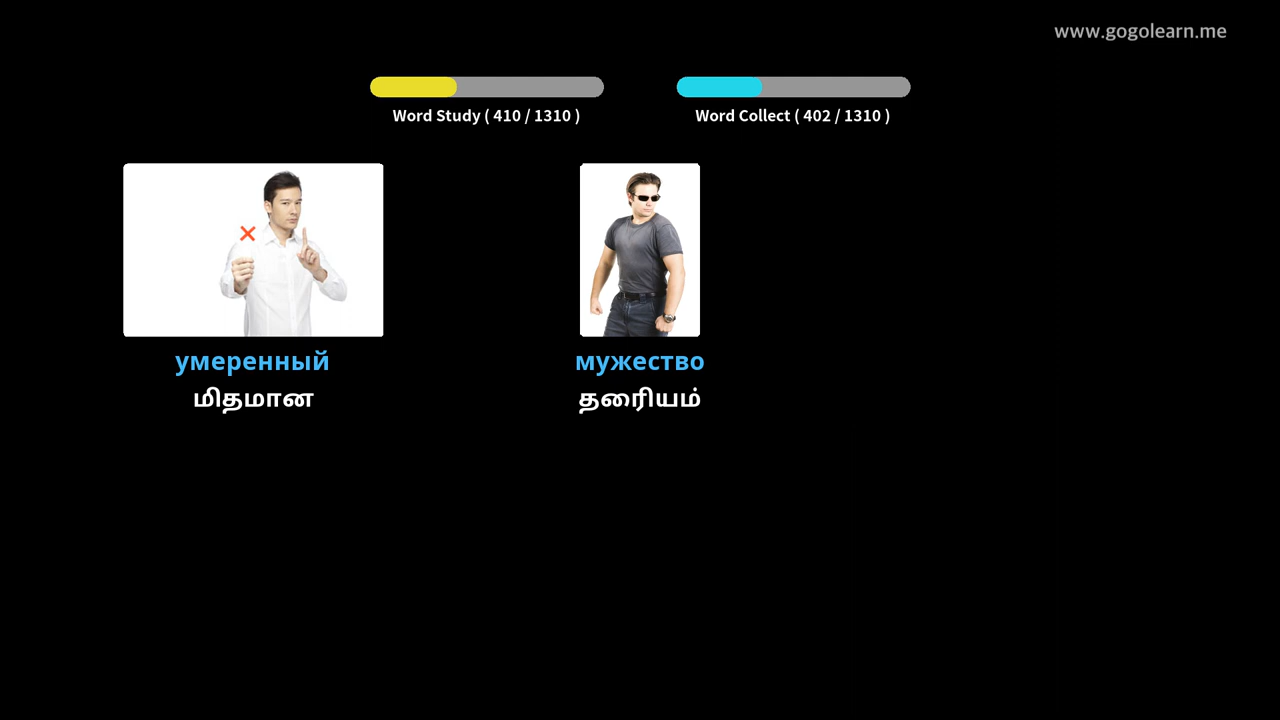 www.gogolearn.me
Word Study ( 410 / 1310 )
Word Collect ( 402 / 1310 )
умеренный
மிதமான
мужество
தைரியம்